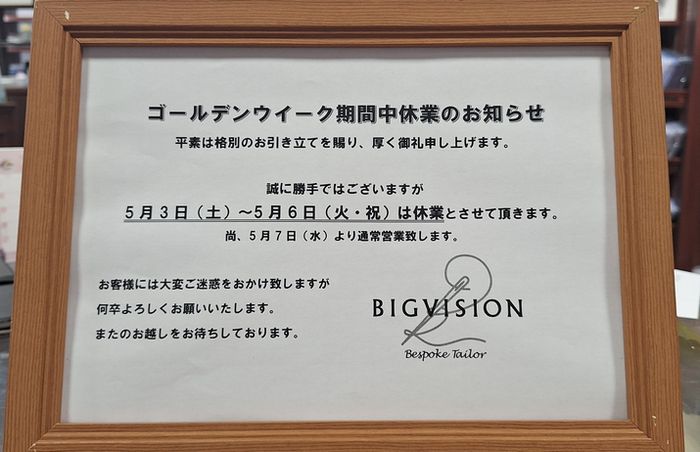 ゴールデンウイーク期間中休業のお知らせ
平素は格別のお引き立てを賜り、厚く御礼申し上げます。
誠に勝手ではございますが
５月３日（土）～５月６日（火・祝）は休業とさせて頂きます。
尚、５月７日（水）より通常営業致します。
お客様には大変ご迷惑をおかけ致しますが
何卒よろしくお願いいたします。
またのお越しをお待ちしております。
BIGVISION
Bespoke Tailor